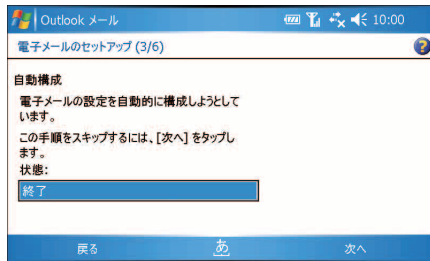 Outlook メール 10:00
電子メールのセットアップ (3/6)
自動構成
電子メールの設定を自動的に構成しようとして
います。
この手順をスキップするには、[次へ] をタップし
ます。
状態:
終了
戻る あ 次へ